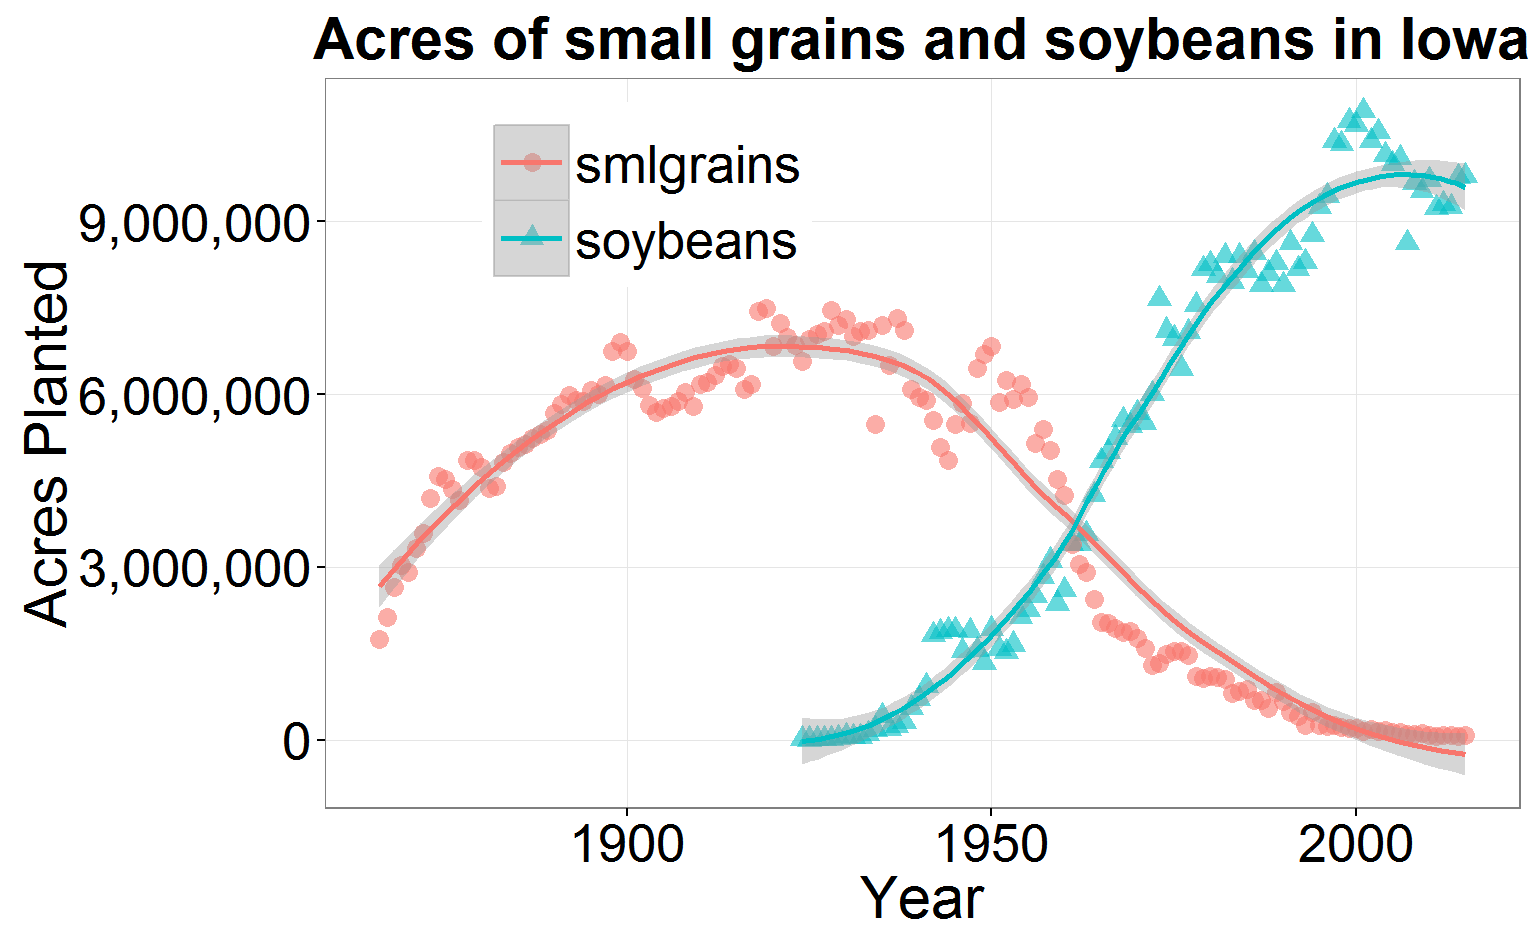 Acres of small grains and soybeans in Iowa
smlgrains
soybeans
Acres Planted
9,000,000
6,000,000
3,000,000
0
1900
1950
2000
Year